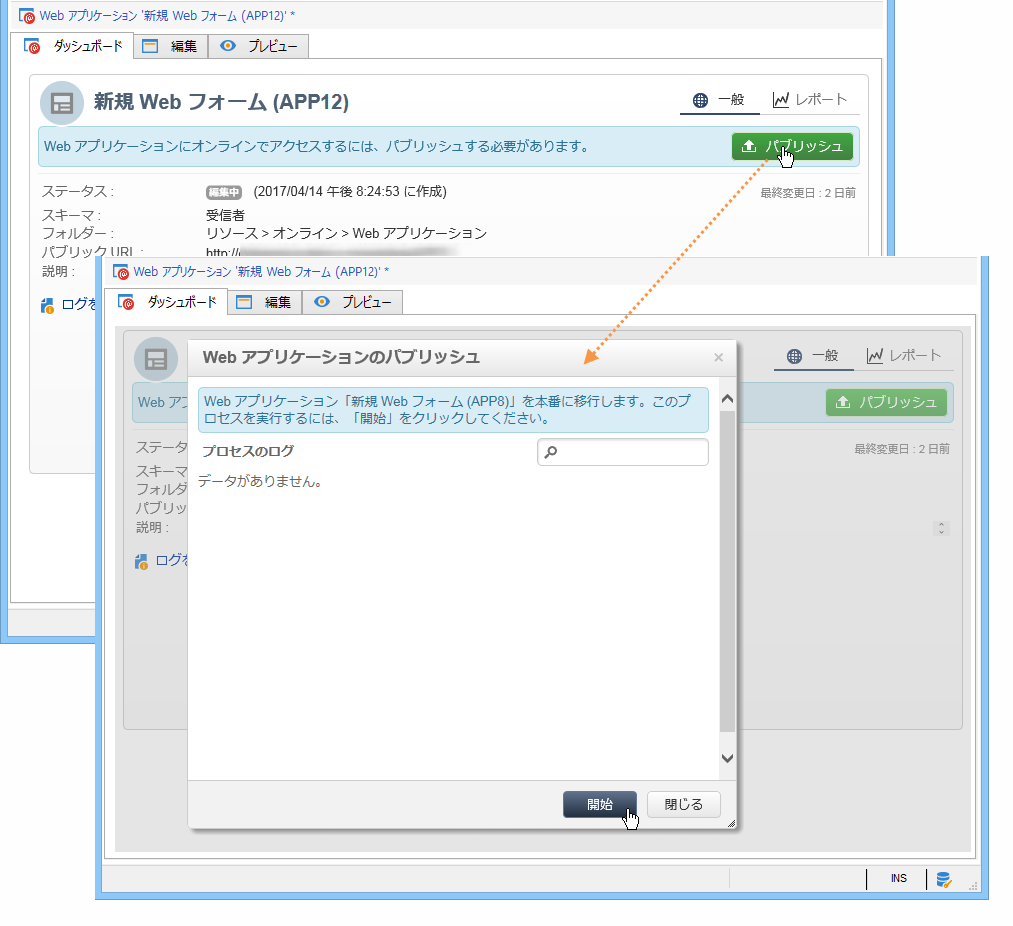 Web アプリケーション '新規 Web フォーム (APP12)' *
ダッシュボード 編集 プレビュー
新規 Web フォーム (APP12) 一般 レポート
Web アプリケーションにオンラインでアクセスするには、パブリッシュする必要があります。 パブリッシュ
ステータス : 編集中 (2017/04/14 午後 8:24:53 に作成) 最終変更日 : 2 日前
スキーマ : 受信者
フォルダー : リソース > オンライン > Web アプリケーション
パブリック URL : http://
説明 :
ログを
Web アプリケーション '新規 Web フォーム (APP12)' *
ダッシュボード 編集 プレビュー
一般 レポート
Web アプ パブリッシュ
ステータ 最終変更日 : 2 日前
スキーマ
フォルダ
パブリッ
説明 :
ログを
Web アプリケーションのパブリッシュ ×
Web アプリケーション「新規 Web フォーム (APP8)」を本番に移行します。このプ
ロセスを実行するには、「開始」をクリックしてください。
プロセスのログ
データがありません。
開始 閉じる
INS